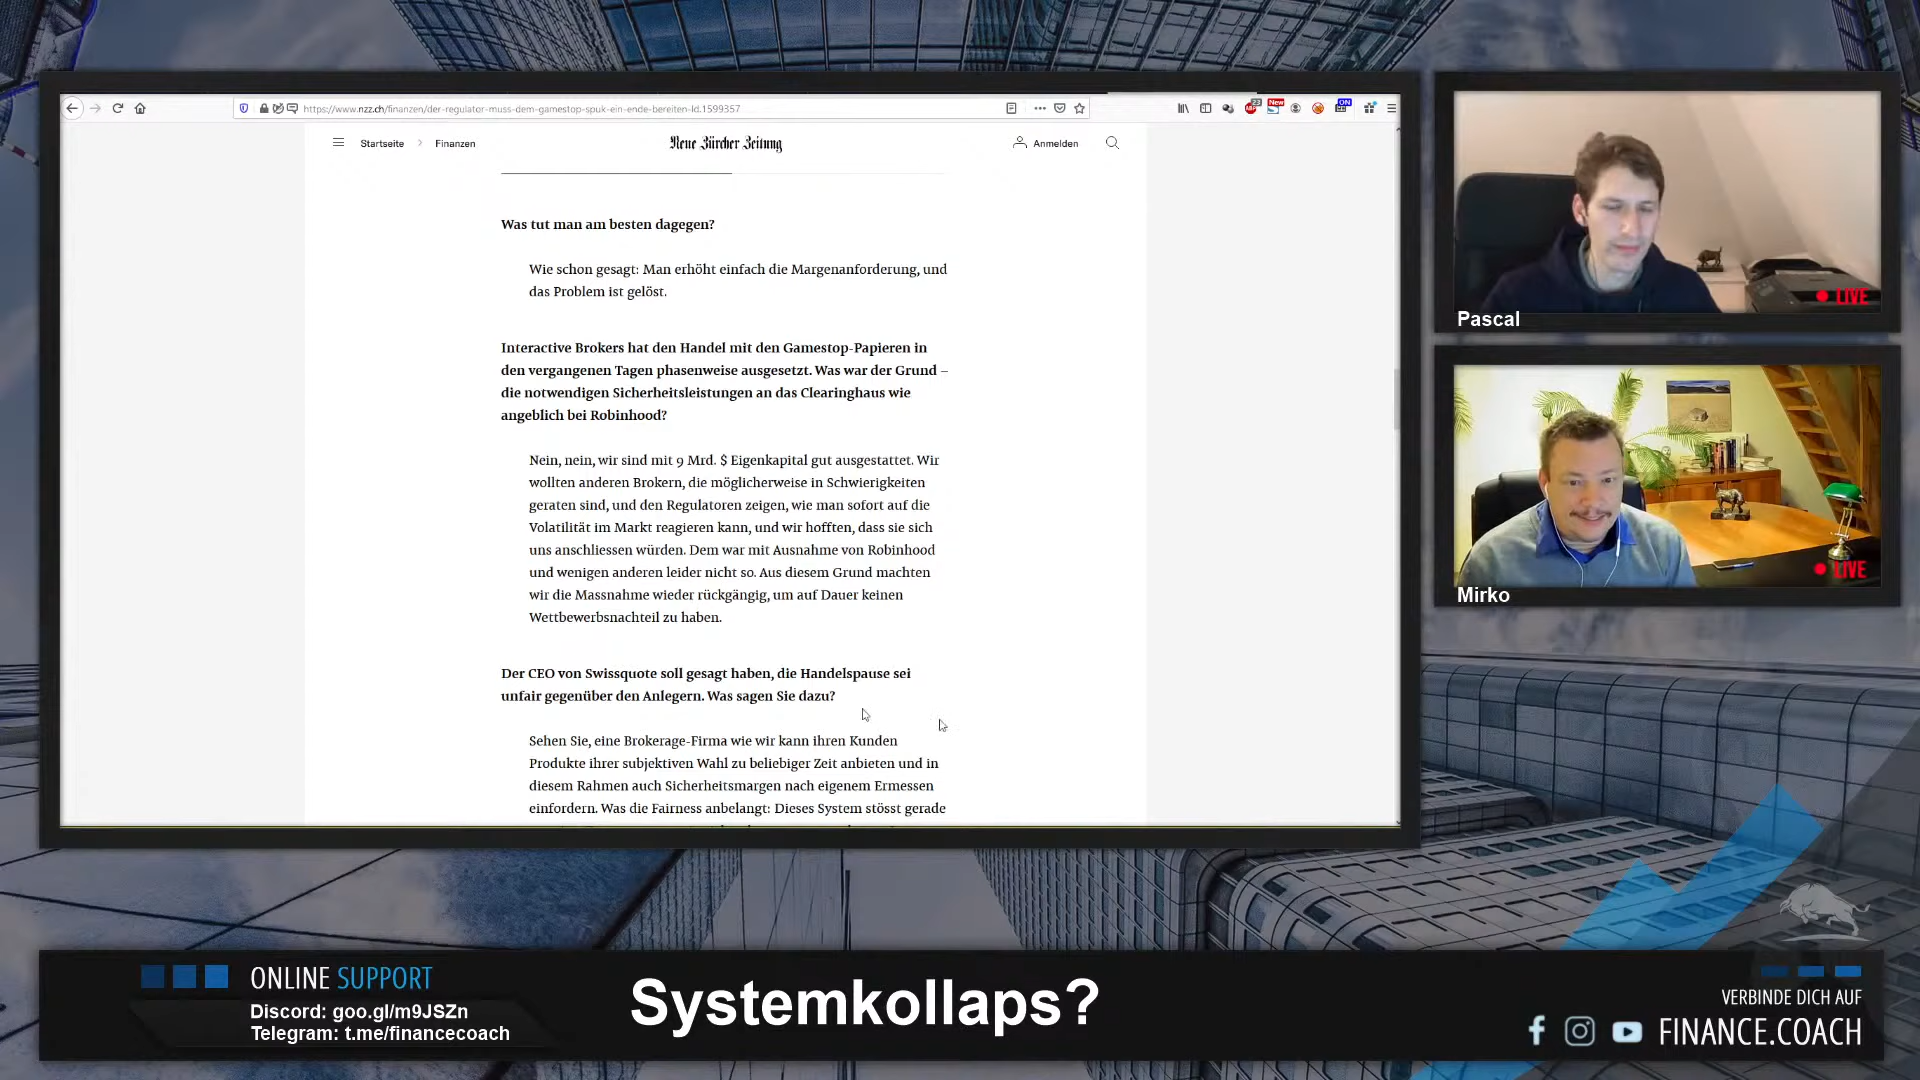 https://www.nzz.ch/finanzen/der-regulator-muss-dem-gamestop-spuk-ein-ende-bereiten-ld.1599357
23
New
ON
Startseite > Finanzen
Neue Zürcher Zeitung
Anmelden
Was tut man am besten dagegen?
Wie schon gesagt: Man erhöht einfach die Margenanforderung, und
das Problem ist gelöst.
Interactive Brokers hat den Handel mit den Gamestop-Papieren in
den vergangenen Tagen phasenweise ausgesetzt. Was war der Grund –
die notwendigen Sicherheitsleistungen an das Clearinghaus wie
angeblich bei Robinhood?
Nein, nein, wir sind mit 9 Mrd. $ Eigenkapital gut ausgestattet. Wir
wollten anderen Brokern, die möglicherweise in Schwierigkeiten
geraten sind, und den Regulatoren zeigen, wie man sofort auf die
Volatilität im Markt reagieren kann, und wir hofften, dass sie sich
uns anschliessen würden. Dem war mit Ausnahme von Robinhood
und wenigen anderen leider nicht so. Aus diesem Grund machten
wir die Massnahme wieder rückgängig, um auf Dauer keinen
Wettbewerbsnachteil zu haben.
Der CEO von Swissquote soll gesagt haben, die Handelspause sei
unfair gegenüber den Anlegern. Was sagen Sie dazu?
Sehen Sie, eine Brokerage-Firma wie wir kann ihren Kunden
Produkte ihrer subjektiven Wahl zu beliebiger Zeit anbieten und in
diesem Rahmen auch Sicherheitsmargen nach eigenem Ermessen
einfordern. Was die Fairness anbelangt: Dieses System stösst gerade
LIVE
Pascal
LIVE
Mirko
ONLINE SUPPORT
Discord: goo.gl/m9JSZn
Telegram: t.me/financecoach
Systemkollaps?
VERBINDE DICH AUF
FINANCE.COACH